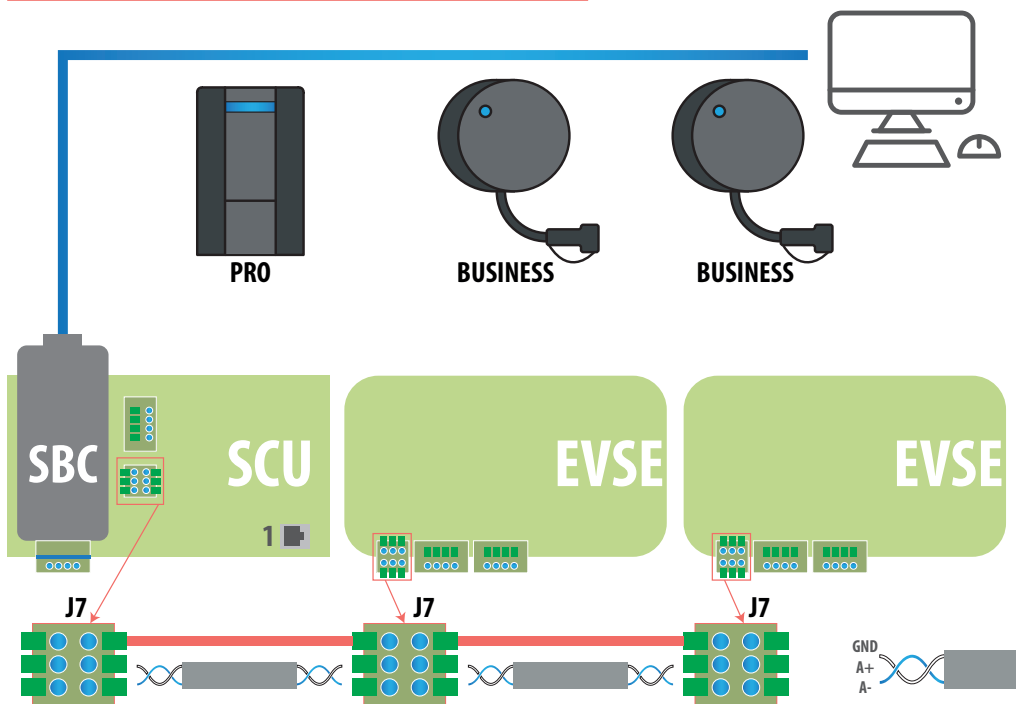 PRO
BUSINESS
BUSINESS
SBC
SCU
EVSE
EVSE
1
J7
J7
J7
GND
A+
A-